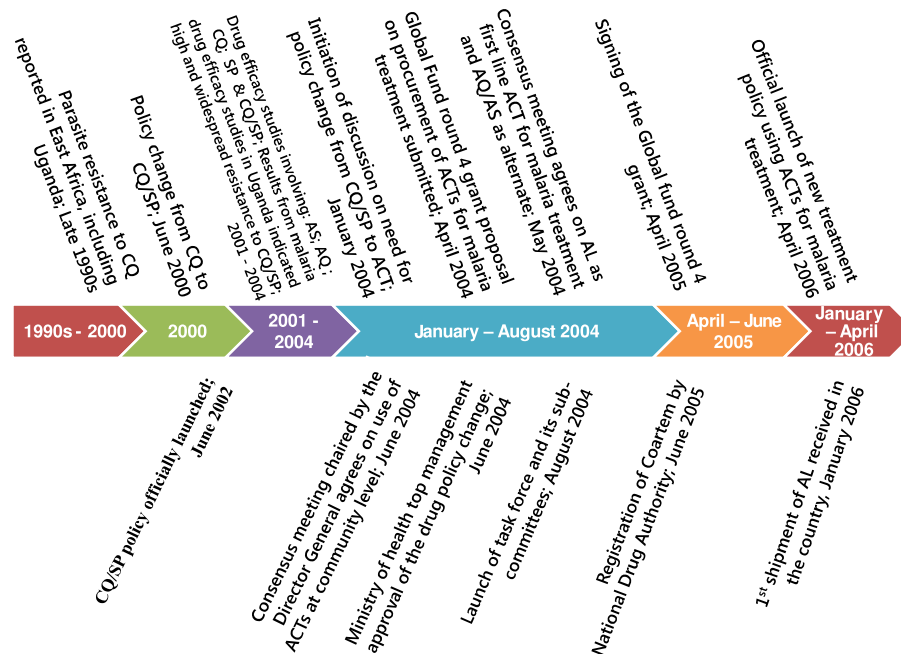 Parasite resistance to CQ
reported in East Africa, including
Uganda; Late 1990s
Policy change from CQ to
CQ/SP; June 2000
Drug efficacy studies involving: AS; AQ ;
CQ; SP & CQ/SP; Results from malaria
drug efficacy studies in Uganda indicated
high and widespread resistance to CQ/SP;
2001 - 2004
Initiation of discussion on need for
policy change from CQ/SP to ACT;
January 2004
Global Fund round 4 grant proposal
on procurement of ACTs for malaria
treatment submitted; April 2004
Consensus meeting agrees on AL as
first line ACT for malaria treatment
and AQ/AS as alternate; May 2004
Signing of the Global fund round 4
grant; April 2005
Official launch of new treatment
policy using ACTs for malaria
treatment; April 2006
1990s - 2000
2000
2001 -
2004
January – August 2004
April – June
2005
January
– April
2006
CQ/SP policy officially launched;
June 2002
Consensus meeting chaired by the
Director General agrees on use of
ACTs at community level; June 2004
Ministry of health top management
approval of the drug policy change;
June 2004
Launch of task force and its sub-
committees; August 2004
Registration of Coartem by
National Drug Authority; June 2005
1st shipment of AL received in
the country, January 2006